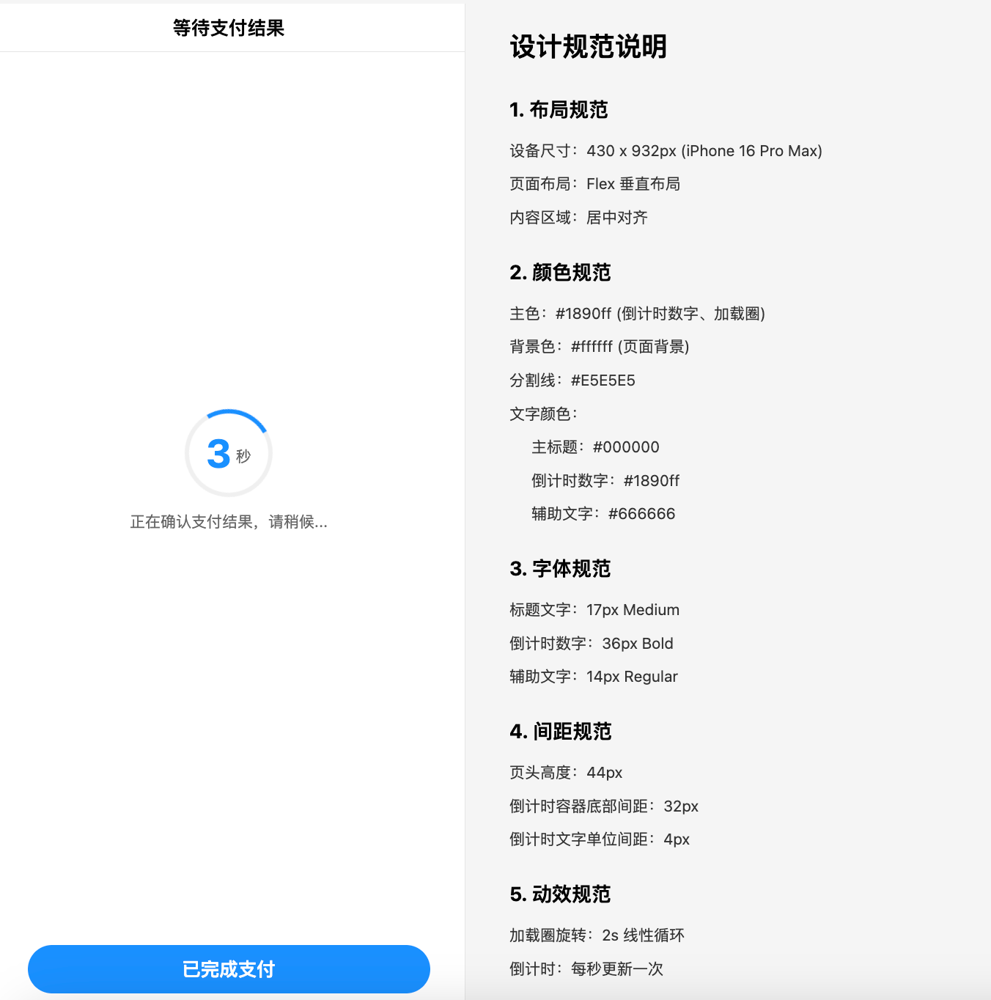 等待支付结果
3 秒
正在确认支付结果，请稍候...
已完成支付
设计规范说明
1. 布局规范
设备尺寸：430 x 932px (iPhone 16 Pro Max)
页面布局：Flex 垂直布局
内容区域：居中对齐
2. 颜色规范
主色：#1890ff (倒计时数字、加载圈)
背景色：#ffffff (页面背景)
分割线：#E5E5E5
文字颜色：
主标题：#000000
倒计时数字：#1890ff
辅助文字：#666666
3. 字体规范
标题文字：17px Medium
倒计时数字：36px Bold
辅助文字：14px Regular
4. 间距规范
页头高度：44px
倒计时容器底部间距：32px
倒计时文字单位间距：4px
5. 动效规范
加载圈旋转：2s 线性循环
倒计时：每秒更新一次